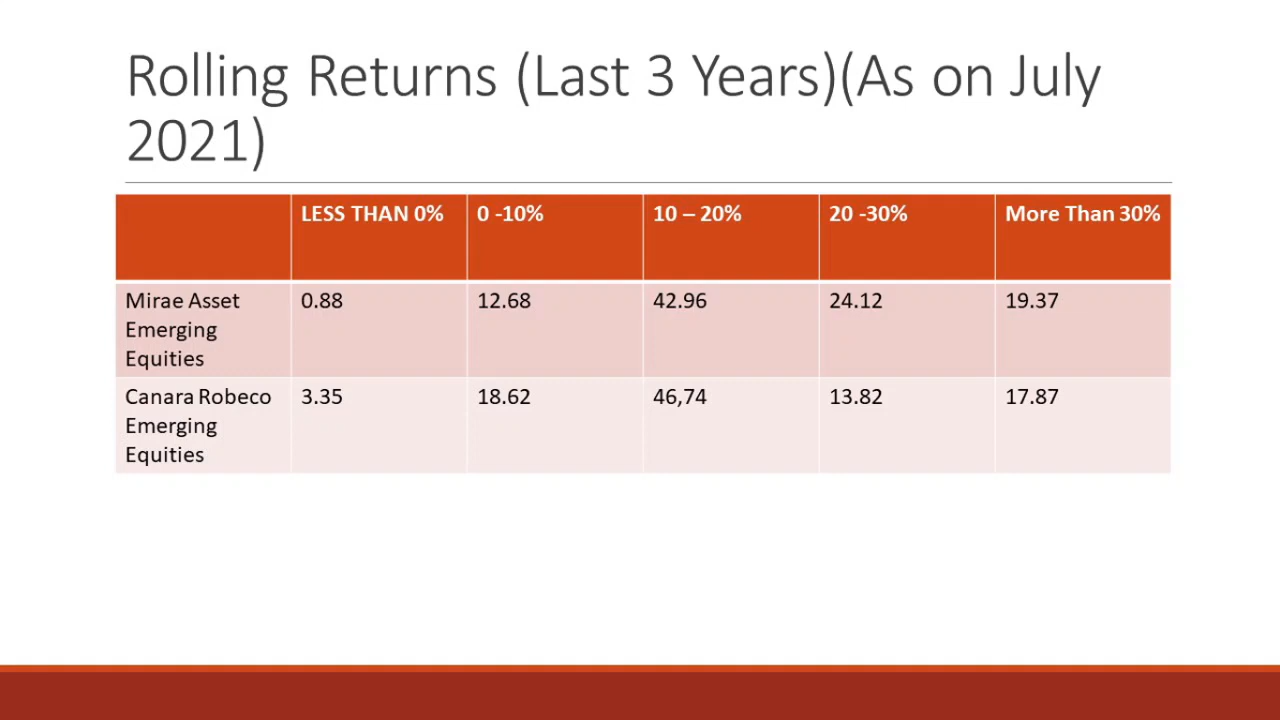 Rolling Returns (Last 3 Years)(As on July
2021)
LESS THAN 0% 0 -10% 10 – 20% 20 -30% More Than 30%
Mirae Asset 0.88 12.68 42.96 24.12 19.37
Emerging
Equities
Canara Robeco 3.35 18.62 46,74 13.82 17.87
Emerging
Equities